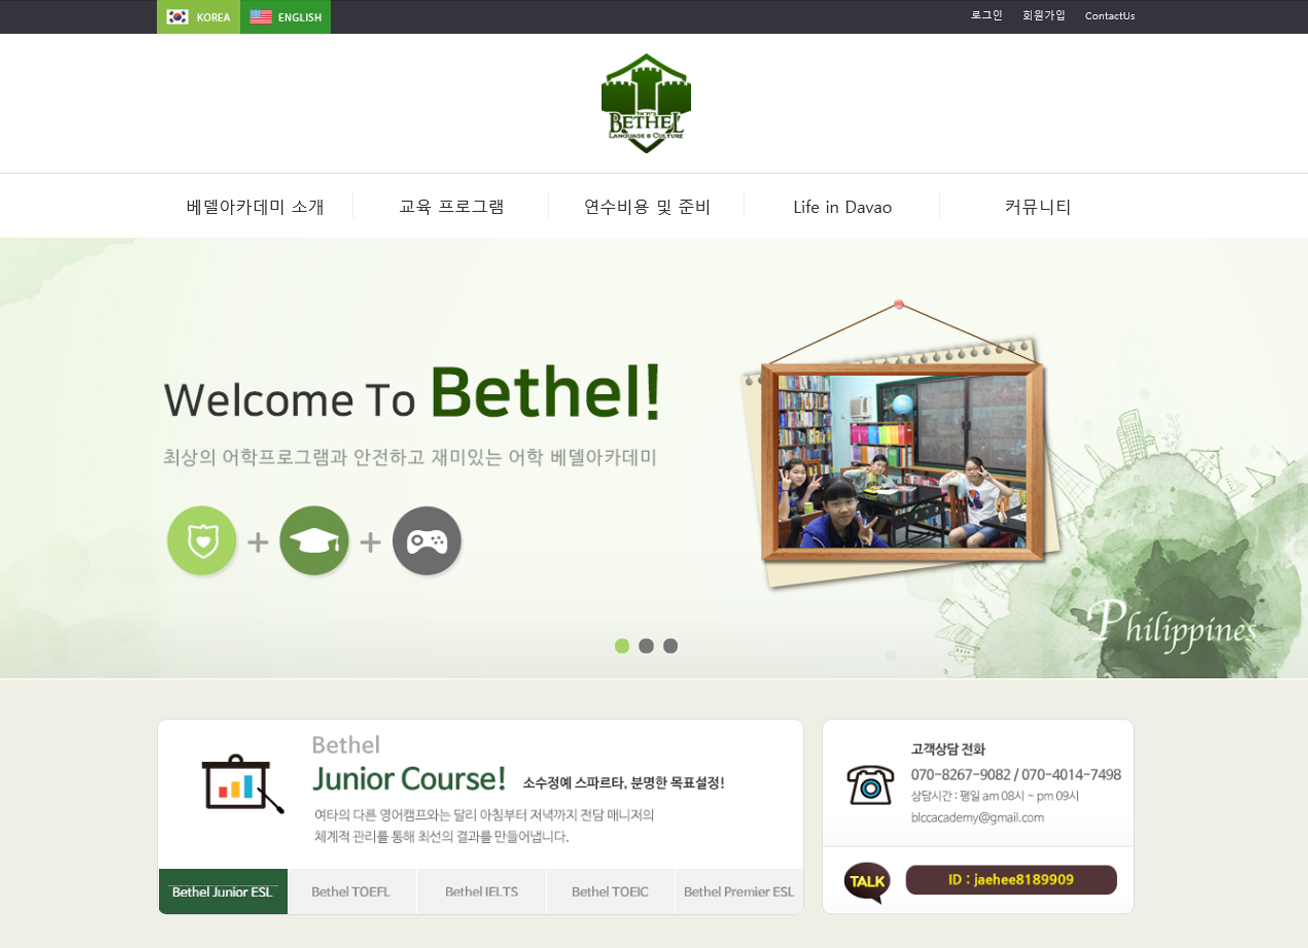 KOREA
ENGLISH
로그인
회원가입
ContactUs
BETHEL
LANGUAGE & CULTURE
베델아카데미 소개
교육 프로그램
연수비용 및 준비
Life in Davao
커뮤니티
Welcome To Bethel!
최상의 어학프로그램과 안전하고 재미있는 어학 베델아카데미
Philippines
Bethel
Junior Course! 소수정예 스파르타, 분명한 목표설정!
여타의 다른 영어캠프와는 달리 아침부터 저녁까지 전담 매니저의
체계적 관리를 통해 최선의 결과를 만들어냅니다.
Bethel Junior ESL
Bethel TOEFL
Bethel IELTS
Bethel TOEIC
Bethel Premier ESL
고객상담 전화
070-8267-9082 / 070-4014-7498
상담시간 : 평일 am 08시 ~ pm 09시
blccacademy@gmail.com
TALK
ID : jaehee8189909